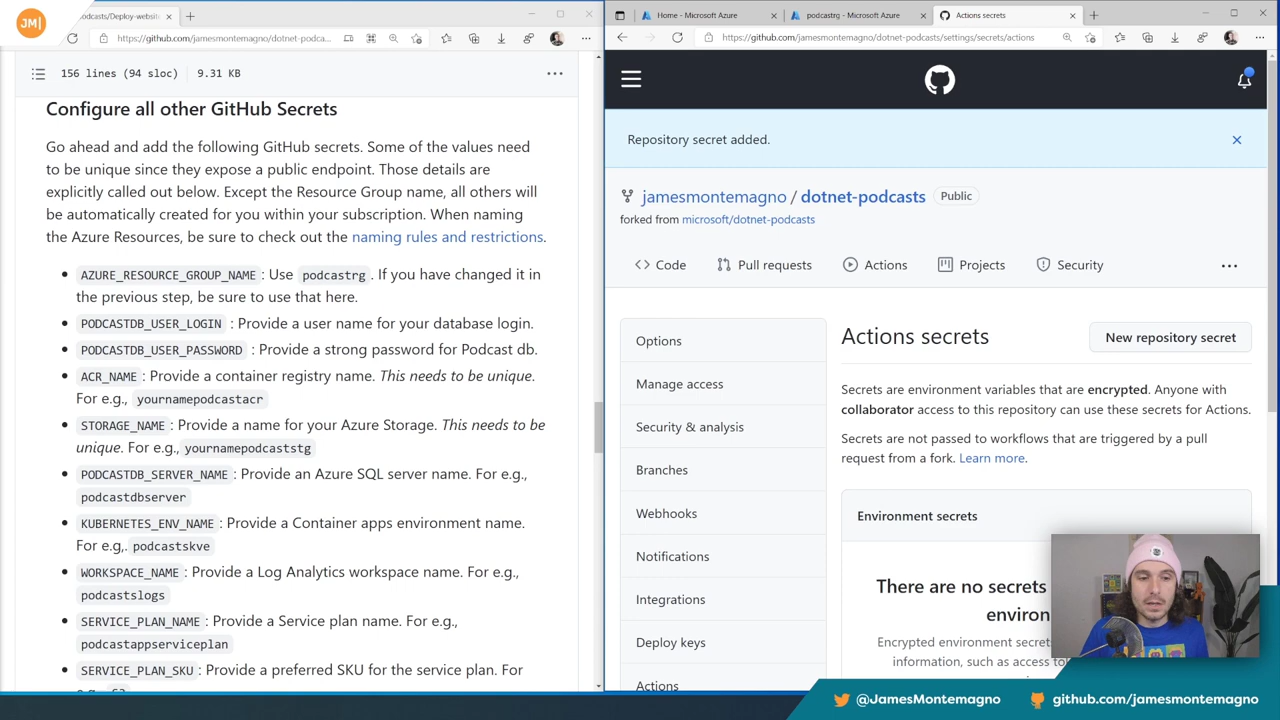 JM|
podcasts/Deploy-websit
https://github.com/jamesmontemagno/dotnet-podca...
156 lines (94 sloc) 9.31 KB
Configure all other GitHub Secrets
Go ahead and add the following GitHub secrets. Some of the values need
to be unique since they expose a public endpoint. Those details are
explicitly called out below. Except the Resource Group name, all others will
be automatically created for you within your subscription. When naming
the Azure Resources, be sure to check out the naming rules and restrictions.
AZURE_RESOURCE_GROUP_NAME: Use podcastrg . If you have changed it in
the previous step, be sure to use that here.
PODCASTDB_USER_LOGIN : Provide a user name for your database login.
PODCASTDB_USER_PASSWORD : Provide a strong password for Podcast db.
ACR_NAME : Provide a container registry name. This needs to be unique.
For e.g., yournamepodcastacr
STORAGE_NAME : Provide a name for your Azure Storage. This needs to be
unique. For e.g., yournamepodcaststg
PODCASTDB_SERVER_NAME: Provide an Azure SQL server name. For e.g.,
podcastdbserver
KUBERNETES_ENV_NAME : Provide a Container apps environment name.
For e.g,. podcastskve
WORKSPACE_NAME : Provide a Log Analytics workspace name. For e.g.,
podcastslogs
SERVICE_PLAN_NAME : Provide a Service plan name. For e.g.,
podcastappserviceplan
SERVICE_PLAN_SKU : Provide a preferred SKU for the service plan. For
Home - Microsoft Azure
podcastrg - Microsoft Azure
Actions secrets
https://github.com/jamesmontemagno/dotnet-podcasts/settings/secrets/actions
Repository secret added.
jamesmontemagno / dotnet-podcasts Public
forked from microsoft/dotnet-podcasts
Code Pull requests Actions Projects Security
Options
Manage access
Security & analysis
Branches
Webhooks
Notifications
Integrations
Deploy keys
Actions
Actions secrets
New repository secret
Secrets are environment variables that are encrypted. Anyone with
collaborator access to this repository can use these secrets for Actions.
Secrets are not passed to workflows that are triggered by a pull
request from a fork. Learn more.
Environment secrets
There are no secrets
environ
Encrypted environment secrets
information, such as access to
@JamesMontemagno
github.com/jamesmontemagno